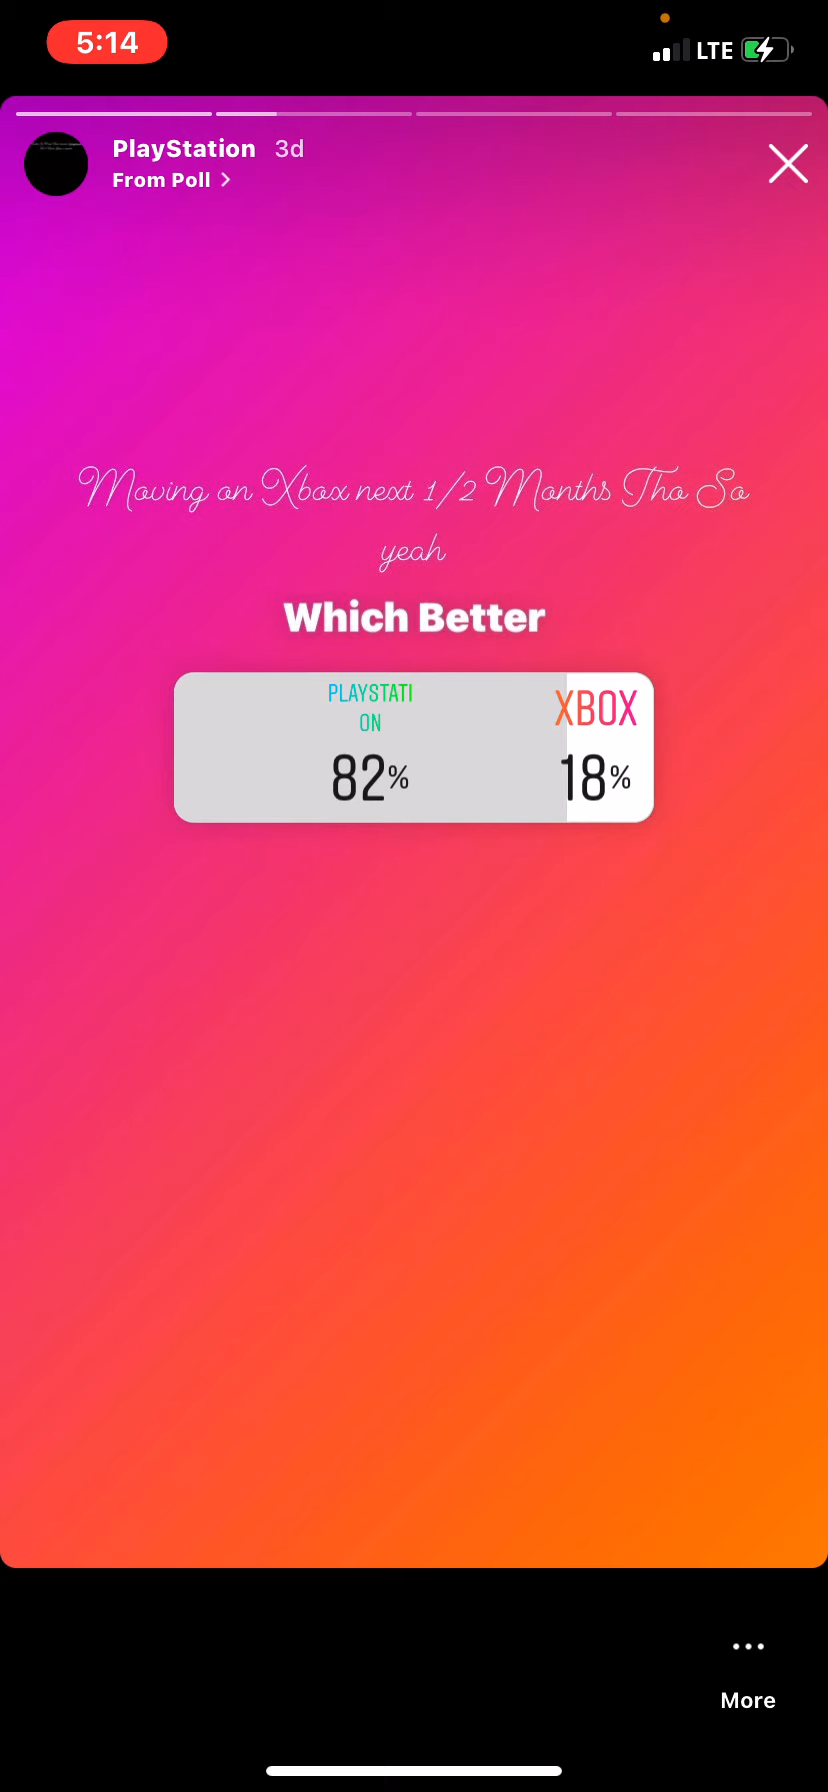 5:14
LTE
PlayStation 3d
From Poll
Moving on Xbox next 1/2 Months Tho So
yeah
Which Better
PLAYSTATI
ON
XBOX
82%
18%
More